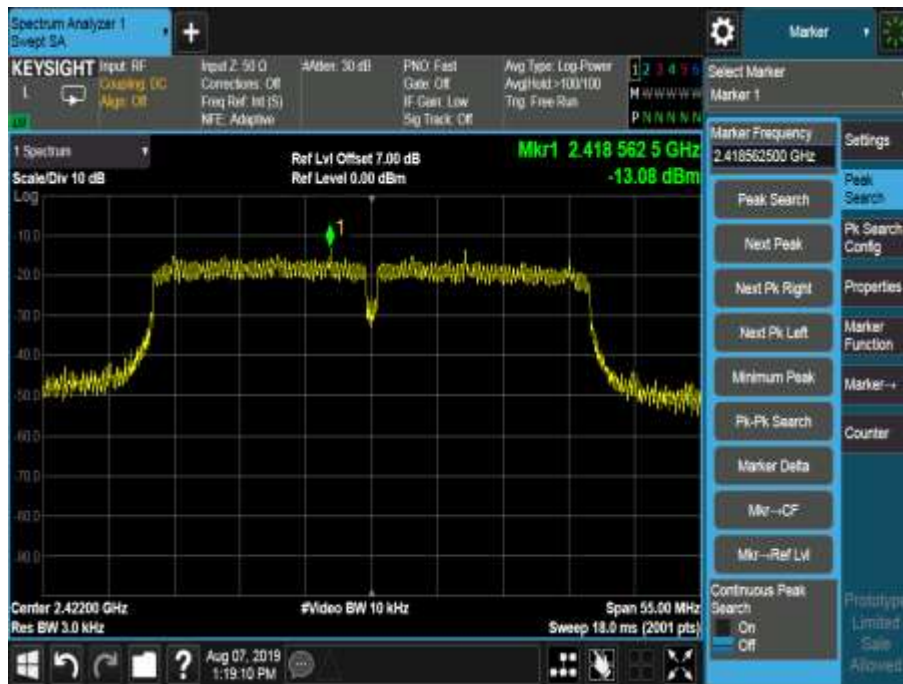 Spectrum Analyzer 1
Swept SA
+
Marker
KEYSIGHT
L
Input: RF
Coupling: DC
Align: Off
Input Z: 50 Ω
Corrections: Off
Freq Ref: Int (S)
NFE: Adaptive
#Atten: 30 dB
PNO: Fast
Gate: Off
IF Gain: Low
Sig Track: Off
Avg Type: Log-Power
Avg|Hold:>100/100
Trig: Free Run
1 2 3 4 5 6
M W W W W W
P N N N N N
Select Marker
Marker 1
1 Spectrum
Scale/Div 10 dB
Log
Ref Lvl Offset 7.00 dB
Ref Level 0.00 dBm
Mkr1 2.418 562 5 GHz
-13.08 dBm
1
-10.0
-20.0
-30.0
-40.0
-50.0
-60.0
-70.0
-80.0
-90.0
Center 2.42200 GHz
Res BW 3.0 kHz
#Video BW 10 kHz
Span 55.00 MHz
Sweep 18.0 ms (2001 pts)
Marker Frequency
2.418562500 GHz
Peak Search
Next Peak
Next Pk Right
Next Pk Left
Minimum Peak
Pk-Pk Search
Marker Delta
Mkr→CF
Mkr→Ref Lvl
Continuous Peak
Search
On
Off
Settings
Peak
Search
Pk Search
Config
Properties
Marker
Function
Marker→
Counter
Prototype
Limited
Sale
Allowed
?
Aug 07, 2019
1:19:10 PM